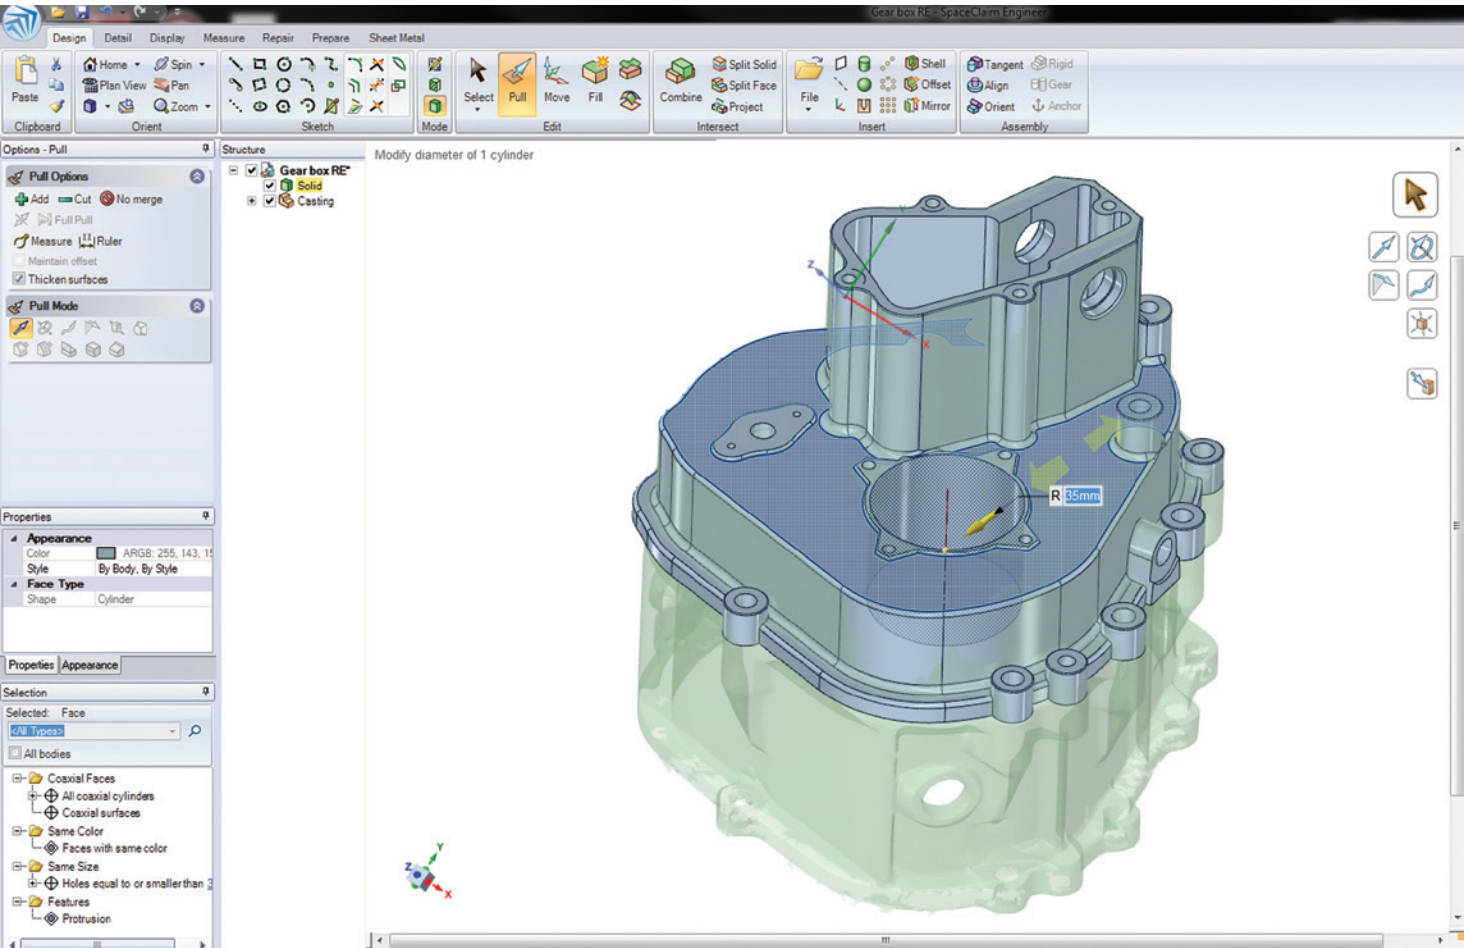 Gear box RE - SpaceClaim Engineer
Design Detail Display Measure Repair Prepare Sheet Metal
Home Spin
Plan View Pan
Zoom
Paste
Select Pull Move Fill
Combine
Split Solid
Split Face
Project
File
Shell
Offset
Mirror
Tangent Rigid
Align Gear
Orient Anchor
Clipboard Orient Sketch Mode Edit Intersect Insert Assembly
Options - Pull
Pull Options
Add Cut No merge
Full Pull
Measure Ruler
Maintain offset
Thicken surfaces
Pull Mode
Structure
Gear box RE*
Solid
Casting
Modify diameter of 1 cylinder
Y
Z
X
R 35mm
Properties
Appearance
Color ARGB: 255, 143, 15
Style By Body, By Style
Face Type
Shape Cylinder
Properties Appearance
Selection
Selected: Face
<All Types>
All bodies
Coaxial Faces
All coaxial cylinders
Coaxial surfaces
Same Color
Faces with same color
Same Size
Holes equal to or smaller than 3
Features
Protrusion
Y
Z
X